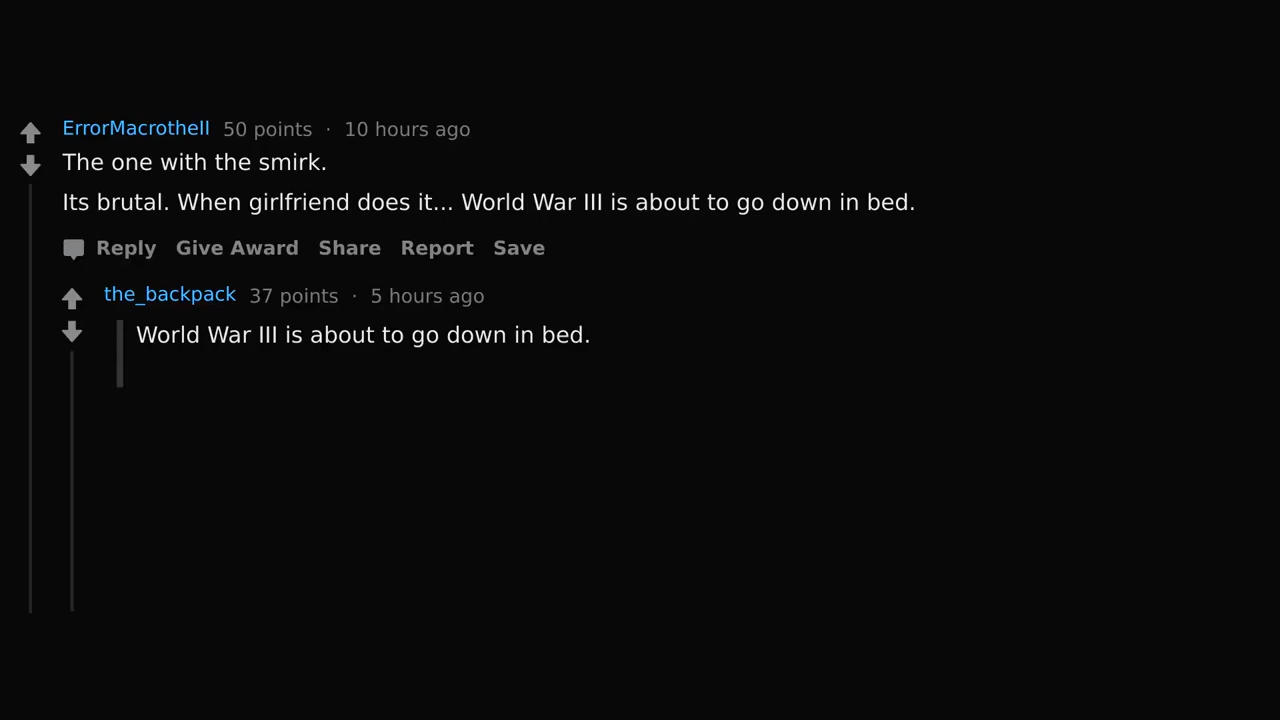 ErrorMacrothell 50 points · 10 hours ago
The one with the smirk.
Its brutal. When girlfriend does it... World War III is about to go down in bed.
Reply Give Award Share Report Save
the_backpack 37 points · 5 hours ago
World War III is about to go down in bed.